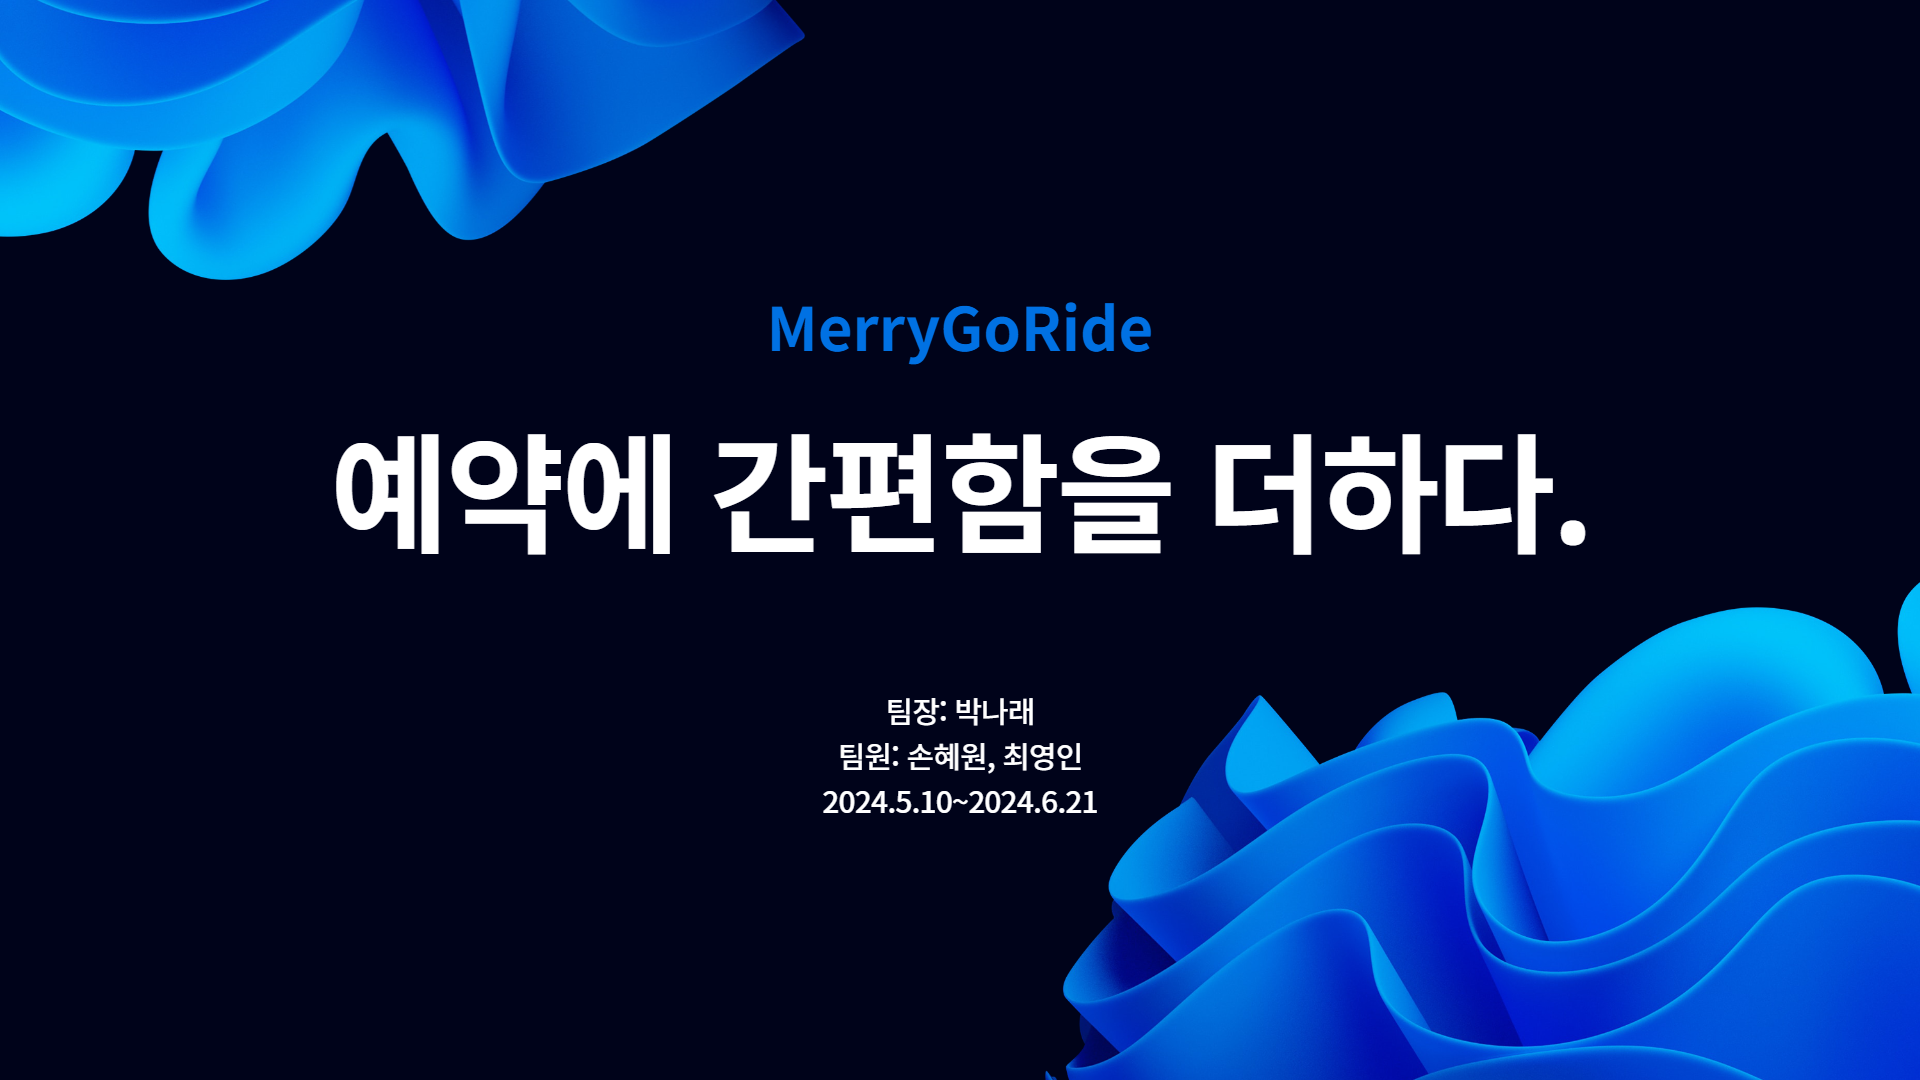 MerryGoRide
예약에 간편함을 더하다.
팀장: 박나래
팀원: 손혜원, 최영인
2024.5.10~2024.6.21